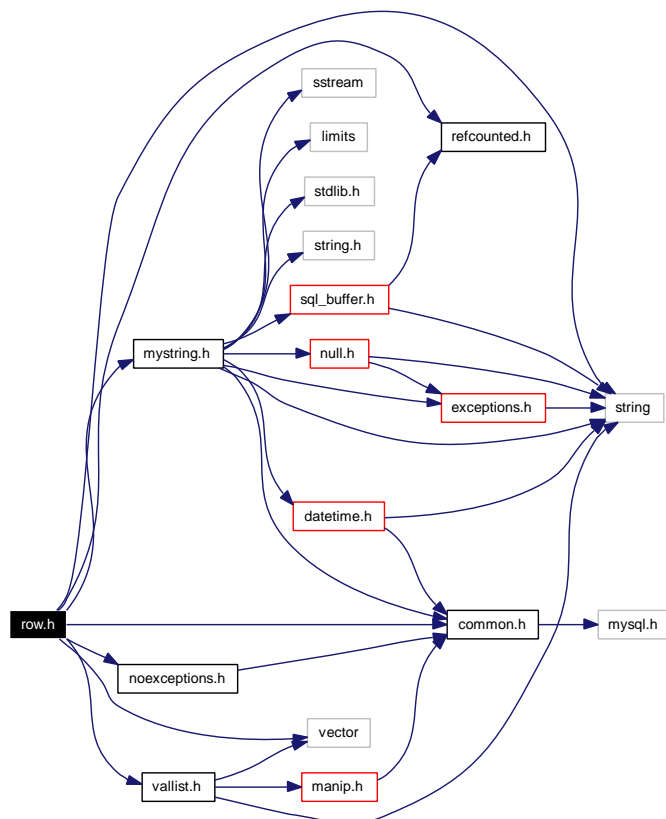 sstream
limits
refcounted.h
stdlib.h
string.h
sql_buffer.h
mystring.h
null.h
exceptions.h
string
datetime.h
row.h
common.h
mysql.h
noexceptions.h
vector
vallist.h
manip.h